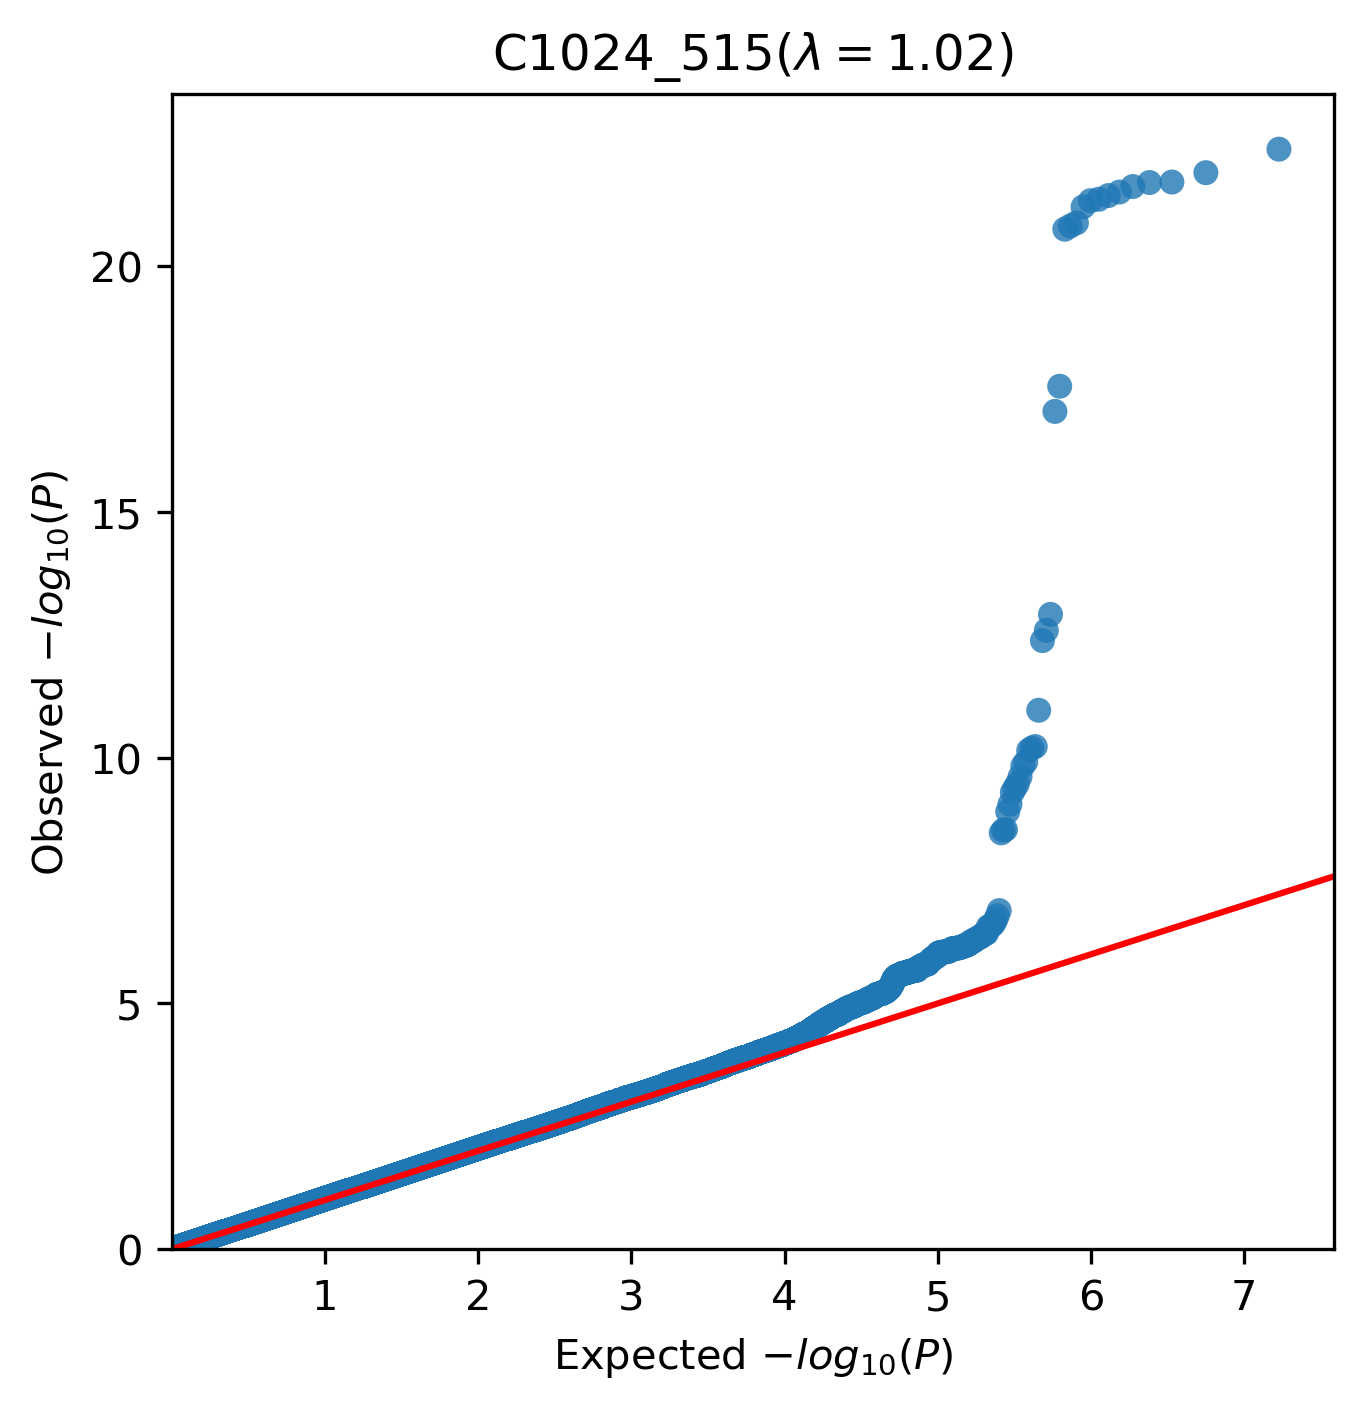 C1024_515(λ = 1.02)
Observed −log₁₀(P)
20
15
10
5
0
1 2 3 4 5 6 7
Expected −log₁₀(P)